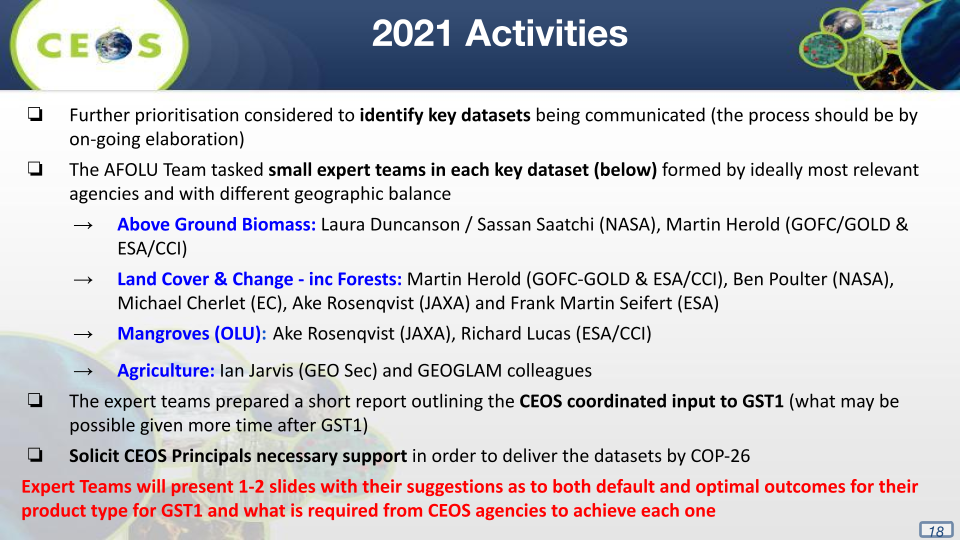 CEOS
2021 Activities
❏ Further prioritisation considered to identify key datasets being communicated (the process should be by
on-going elaboration)
❏ The AFOLU Team tasked small expert teams in each key dataset (below) formed by ideally most relevant
agencies and with different geographic balance
→ Above Ground Biomass: Laura Duncanson / Sassan Saatchi (NASA), Martin Herold (GOFC/GOLD &
ESA/CCI)
→ Land Cover & Change - inc Forests: Martin Herold (GOFC-GOLD & ESA/CCI), Ben Poulter (NASA),
Michael Cherlet (EC), Ake Rosenqvist (JAXA) and Frank Martin Seifert (ESA)
→ Mangroves (OLU): Ake Rosenqvist (JAXA), Richard Lucas (ESA/CCI)
→ Agriculture: Ian Jarvis (GEO Sec) and GEOGLAM colleagues
❏ The expert teams prepared a short report outlining the CEOS coordinated input to GST1 (what may be
possible given more time after GST1)
❏ Solicit CEOS Principals necessary support in order to deliver the datasets by COP-26
Expert Teams will present 1-2 slides with their suggestions as to both default and optimal outcomes for their
product type for GST1 and what is required from CEOS agencies to achieve each one
18